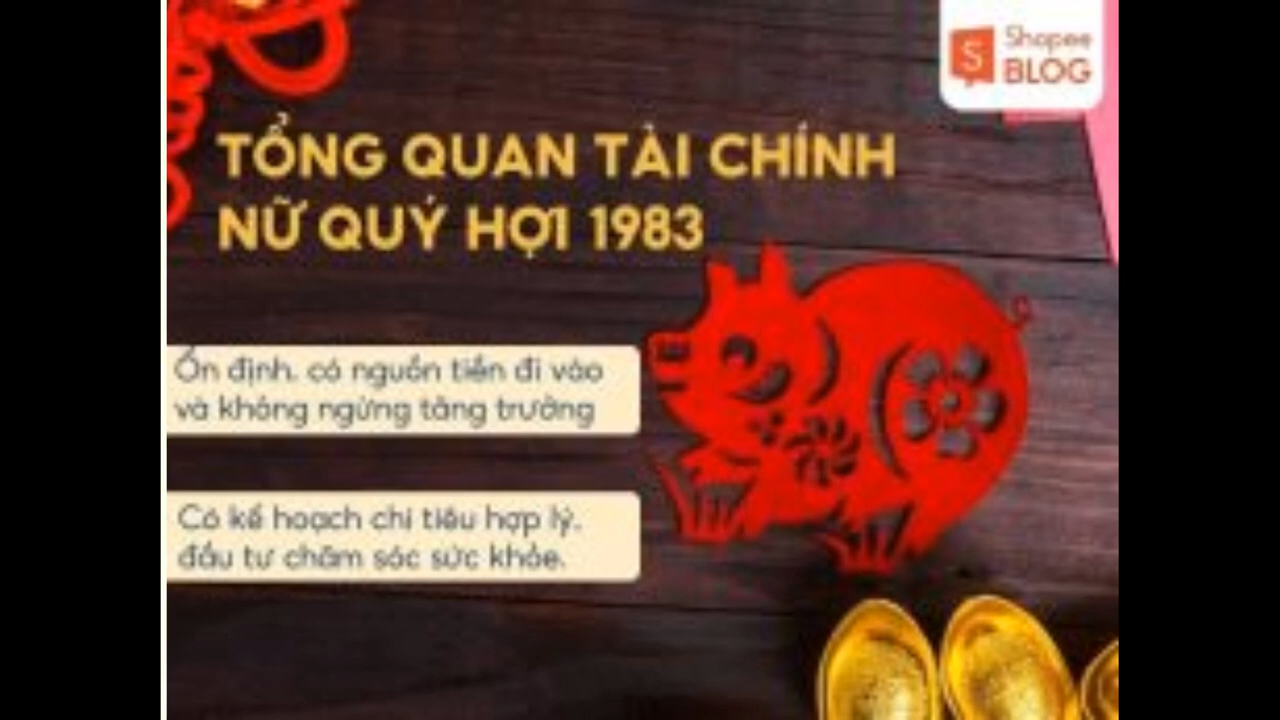 Shopee
BLOG
TỔNG QUAN TÀI CHÍNH
NỮ QUÝ HỢI 1983
Ổn định, có nguồn tiền đi vào
và không ngừng tăng trưởng
Có kế hoạch chi tiêu hợp lý,
đầu tư chăm sóc sức khỏe.